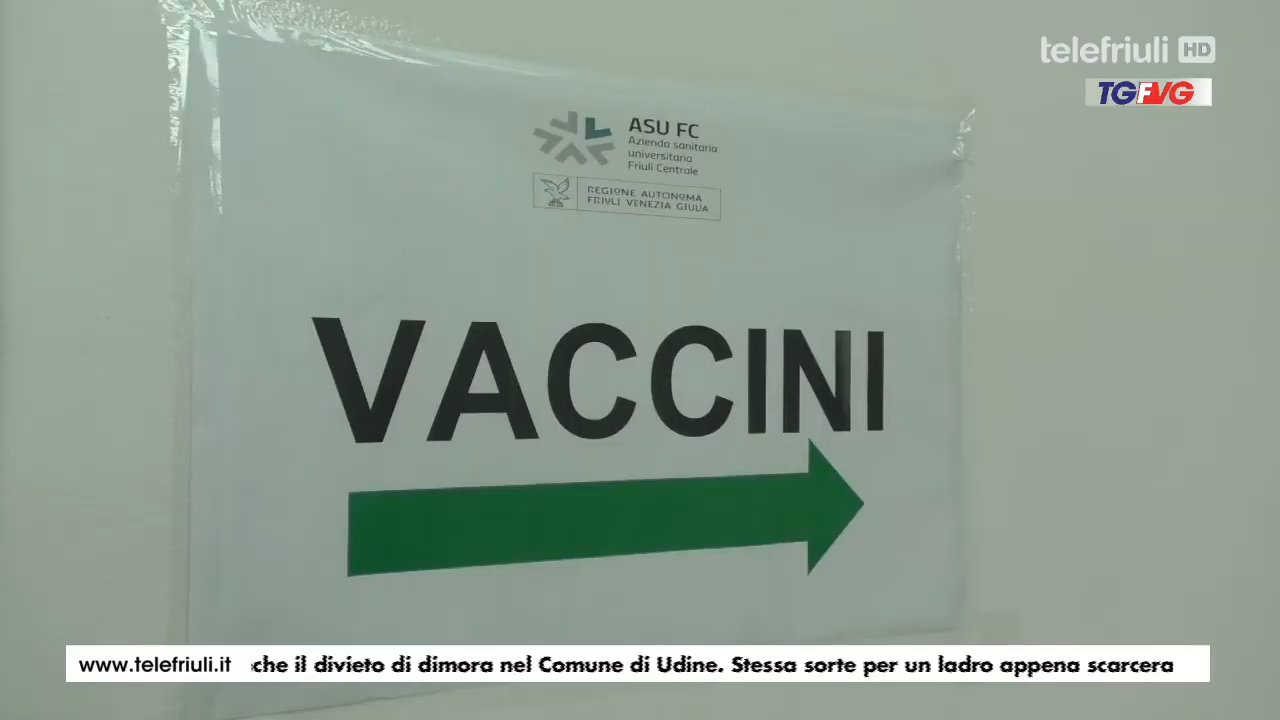 telefriuli HD
TGFVG
ASU FC
Azienda sanitaria
universitaria
Friuli Centrale
REGIONE AUTONOMA
FRIULI VENEZIA GIULIA
VACCINI
www.telefriuli.it che il divieto di dimora nel Comune di Udine. Stessa sorte per un ladro appena scarcera